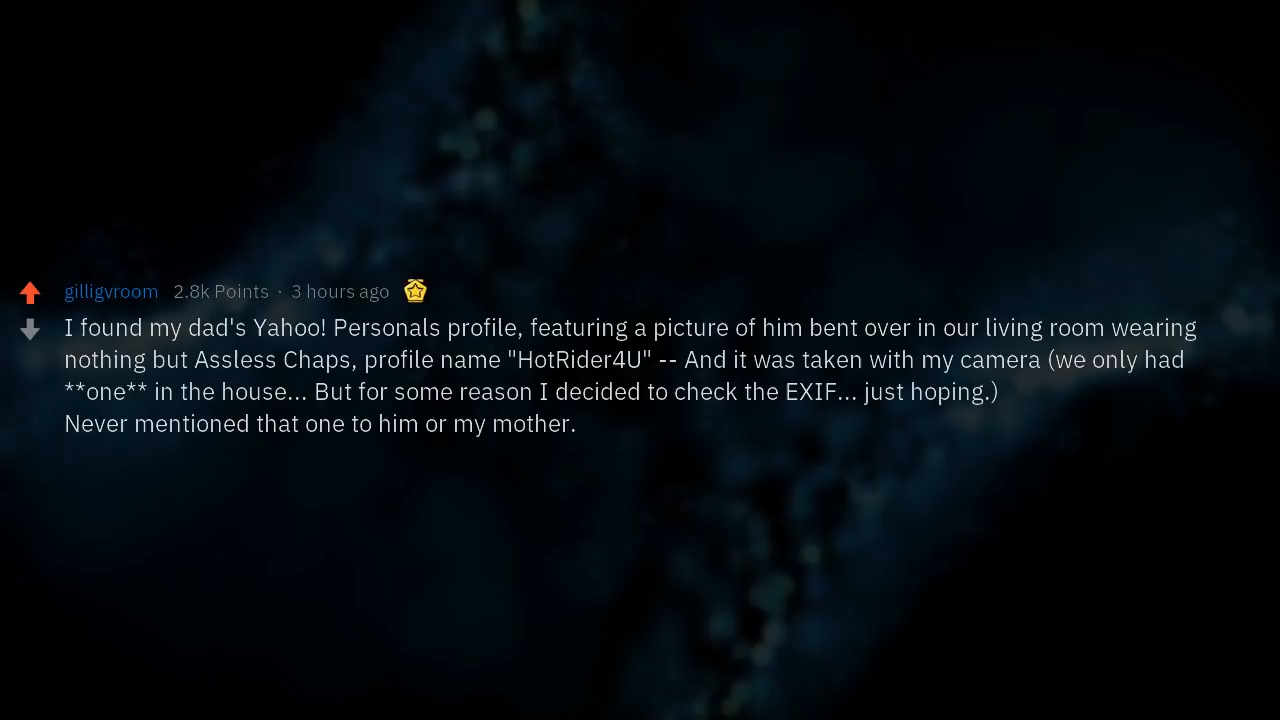 gilligvroom 2.8k Points · 3 hours ago
I found my dad's Yahoo! Personals profile, featuring a picture of him bent over in our living room wearing
nothing but Assless Chaps, profile name "HotRider4U" -- And it was taken with my camera (we only had
**one** in the house... But for some reason I decided to check the EXIF... just hoping.)
Never mentioned that one to him or my mother.